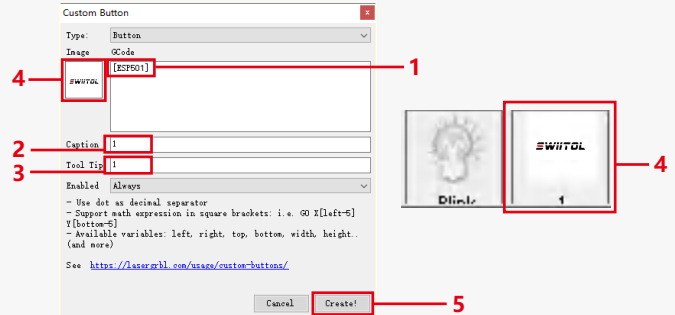 Custom Button
x
Type:
Button
Image
GCode
[ESP501]
1
4
SWIITOL
Caption
1
2
Tool Tip
1
3
Enabled
Always
- Use dot as decimal separator
- Support math expression in square brackets: i.e. G0 X[left-5]
Y[bottom-5]
- Available variables: left, right, top, bottom, width, height..
(and more)
See https://lasergrbl.com/usage/custom-buttons/
Cancel
Create!
5
SWIITOL
4
Blink
1